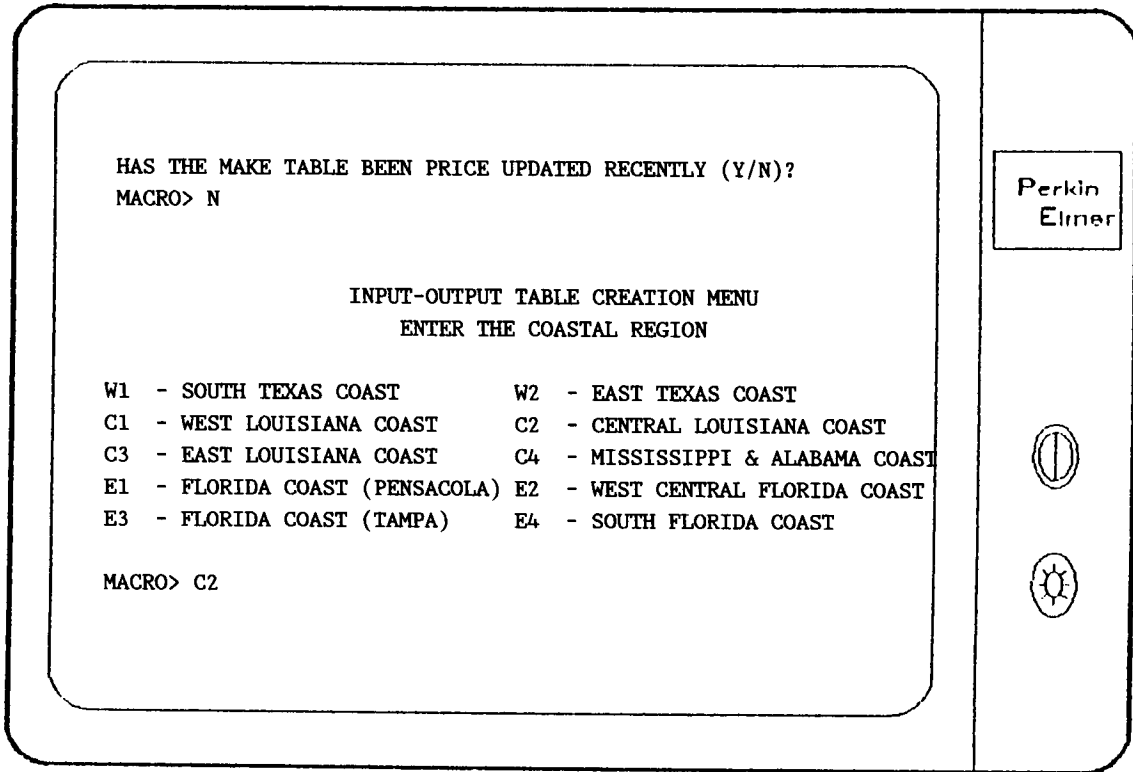 HAS THE MAKE TABLE BEEN PRICE UPDATED RECENTLY (Y/N)?
MACRO> N
Perkin
Elmer
INPUT-OUTPUT TABLE CREATION MENU
ENTER THE COASTAL REGION
W1 - SOUTH TEXAS COAST W2 - EAST TEXAS COAST
C1 - WEST LOUISIANA COAST C2 - CENTRAL LOUISIANA COAST
C3 - EAST LOUISIANA COAST C4 - MISSISSIPPI & ALABAMA COAST
E1 - FLORIDA COAST (PENSACOLA) E2 - WEST CENTRAL FLORIDA COAST
E3 - FLORIDA COAST (TAMPA) E4 - SOUTH FLORIDA COAST
MACRO> C2